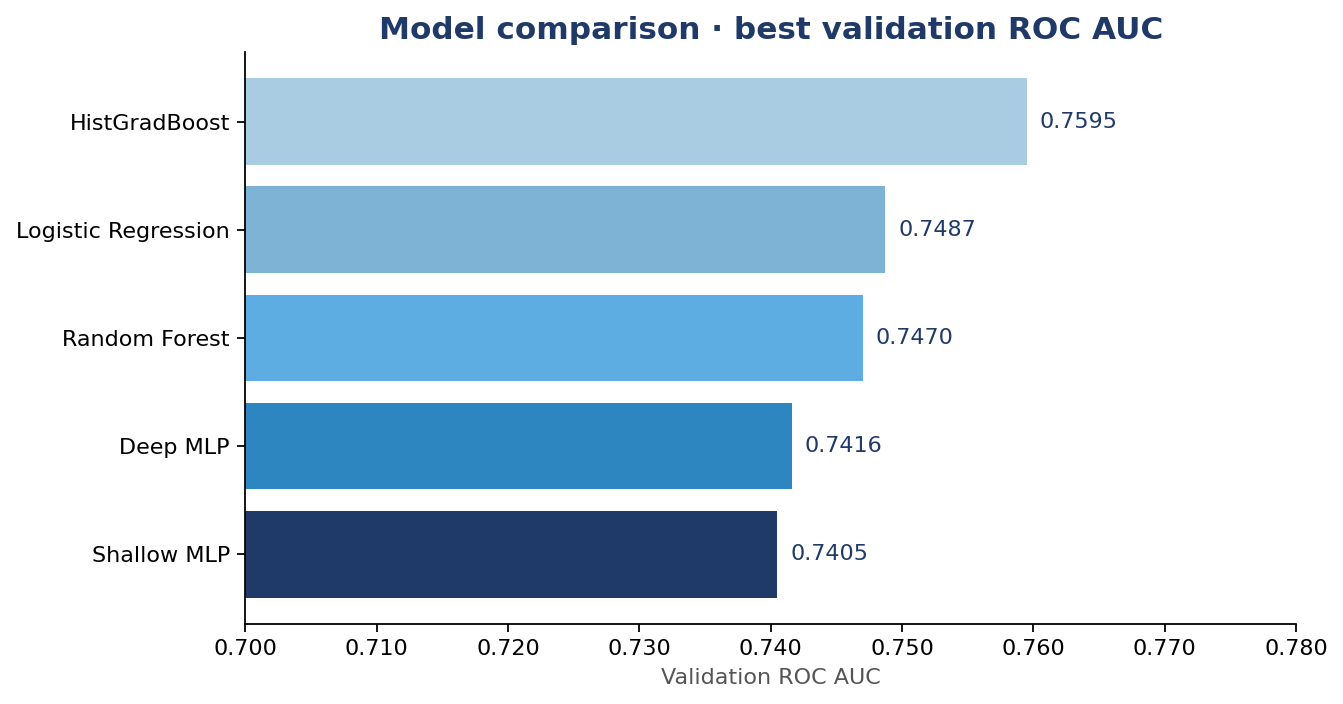 Model comparison · best validation ROC AUC
HistGradBoost
0.7595
Logistic Regression
0.7487
Random Forest
0.7470
Deep MLP
0.7416
Shallow MLP
0.7405
0.700 0.710 0.720 0.730 0.740 0.750 0.760 0.770 0.780
Validation ROC AUC